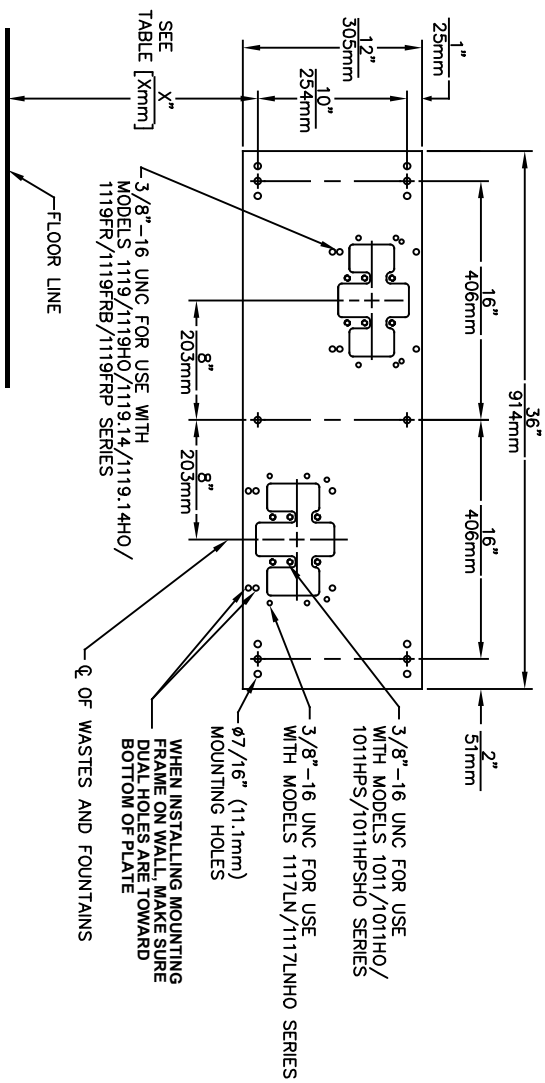 36"
914mm
16"
406mm
16"
406mm
2"
51mm
1"
25mm
12"
305mm
10"
254mm
X"
[Xmm]
SEE
TABLE
8"
203mm
8"
203mm
FLOOR LINE
3/8"-16 UNC FOR USE WITH
MODELS 1119/1119HO/1119.14/1119.14HO/
1119FR/1119FRB/1119FRP SERIES
3/8"-16 UNC FOR USE
WITH MODELS 1011/1011HO/
1011HPS/1011HPSHO SERIES
3/8"-16 UNC FOR USE
WITH MODELS 1117LN/1117LNHO SERIES
ø7/16" (11.1mm)
MOUNTING HOLES
WHEN INSTALLING MOUNTING
FRAME ON WALL, MAKE SURE
DUAL HOLES ARE TOWARD
BOTTOM OF PLATE
℄ OF WASTES AND FOUNTAINS